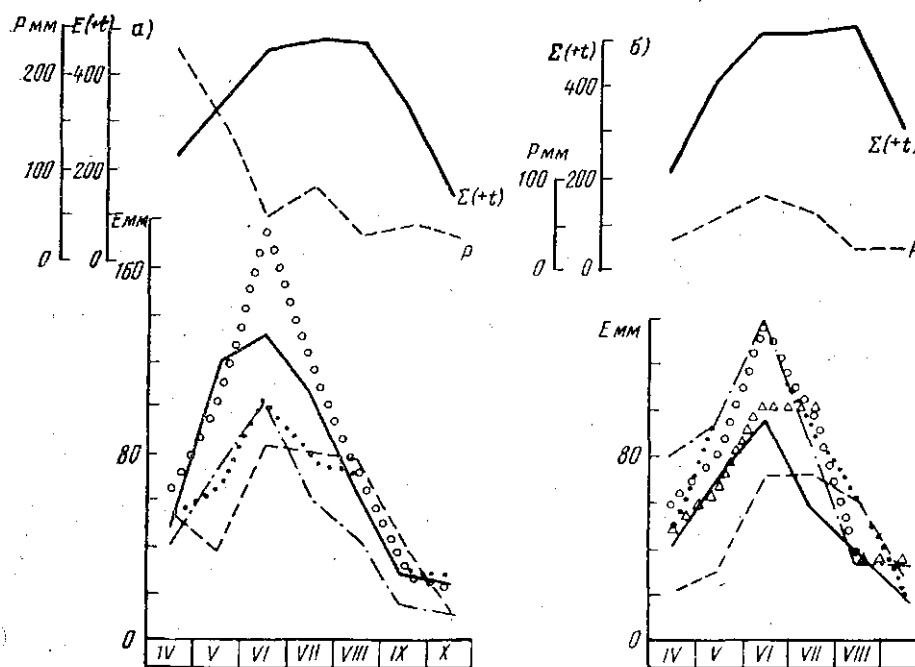 P мм E(+t) а)
200 400
100 200
0 0
Σ(+t)
P
E мм
160
80
0
IV V VI VII VIII IX X
Σ(+t) б)
400
P мм
100 200
0 0
Σ(+t)
P
E мм
80
0
IV V VI VII VIII